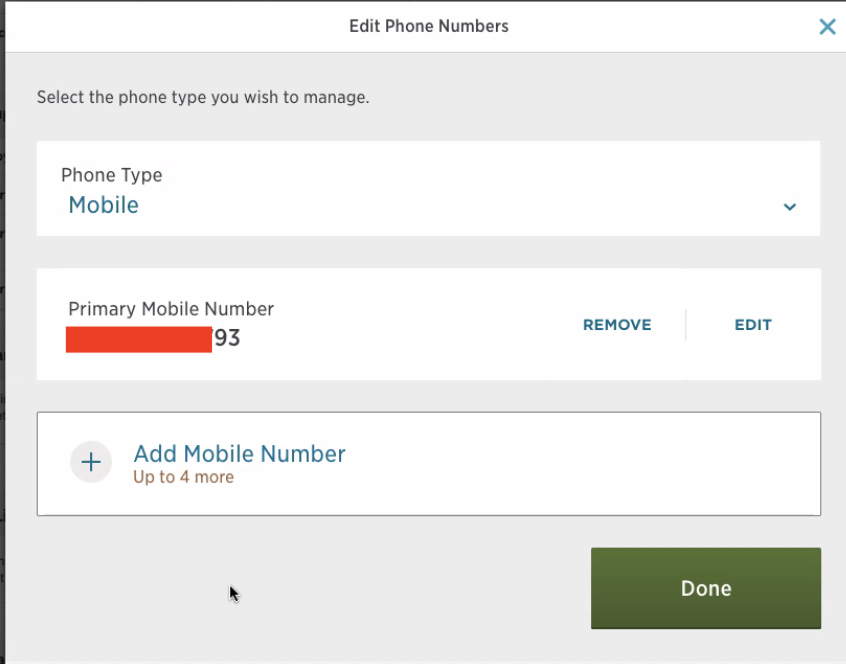 Edit Phone Numbers
Select the phone type you wish to manage.
Phone Type
Mobile
Primary Mobile Number
93
REMOVE
EDIT
Add Mobile Number
Up to 4 more
Done